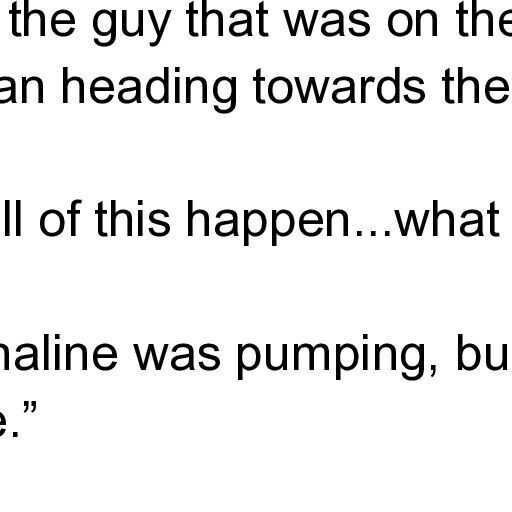 the guy that was on the
an heading towards the
ll of this happen...what
naline was pumping, bu
e.”